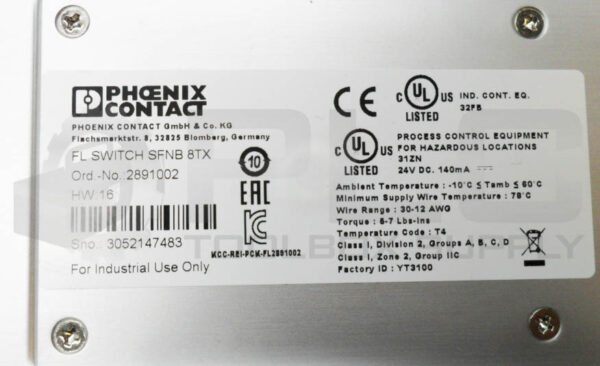 PHOENIX
CONTACT
PHOENIX CONTACT GmbH & Co. KG
Flachsmarktstr. 8, 32825 Blomberg, Germany
FL SWITCH SFNB 8TX
Ord.-No. 2891002
HW:16
Sno.: 3052147483
For Industrial Use Only
10
EAC
KCC-REI-PCK-FL2891002
CE
C UL US
LISTED
IND. CONT. EQ.
32FB
C UL US
LISTED
PROCESS CONTROL EQUIPMENT
FOR HAZARDOUS LOCATIONS
31ZN
24V DC. 140mA
Ambient Temperature : -10°C ≤ Tamb ≤ 60°C
Minimum Supply Wire Temperature : 78°C
Wire Range : 30-12 AWG
Torque : 5-7 Lbs-Ins
Temperature Code : T4
Class I, Division 2, Groups A, B, C, D
Class I, Zone 2, Group IIC
Factory ID : YT3100